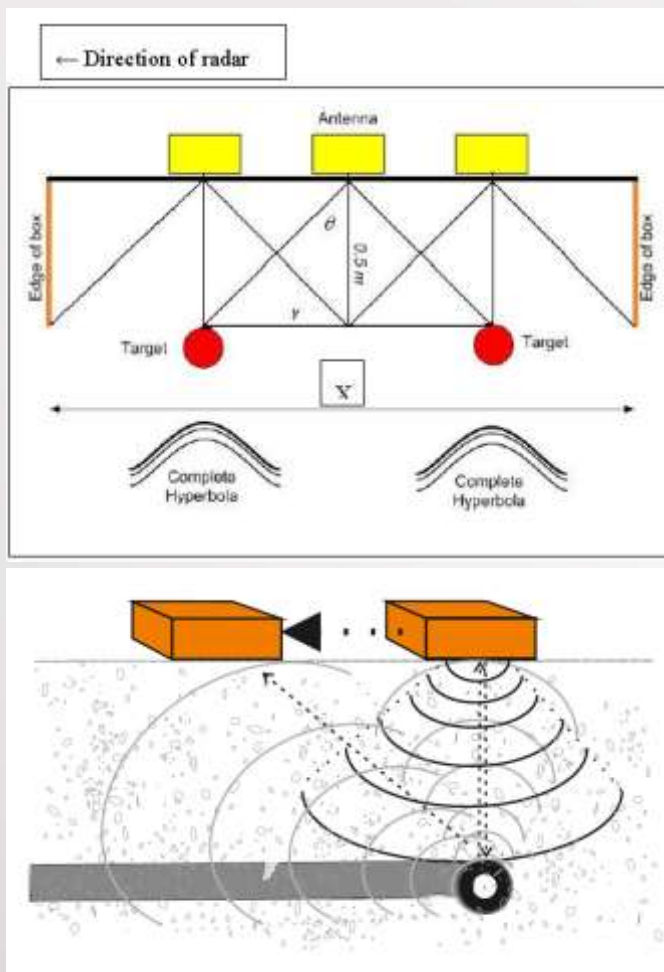 ← Direction of radar
Antenna
Edge of box
θ
0.5 m
Edge of box
r
Target
Target
X
Complete
Hyperbola
Complete
Hyperbola